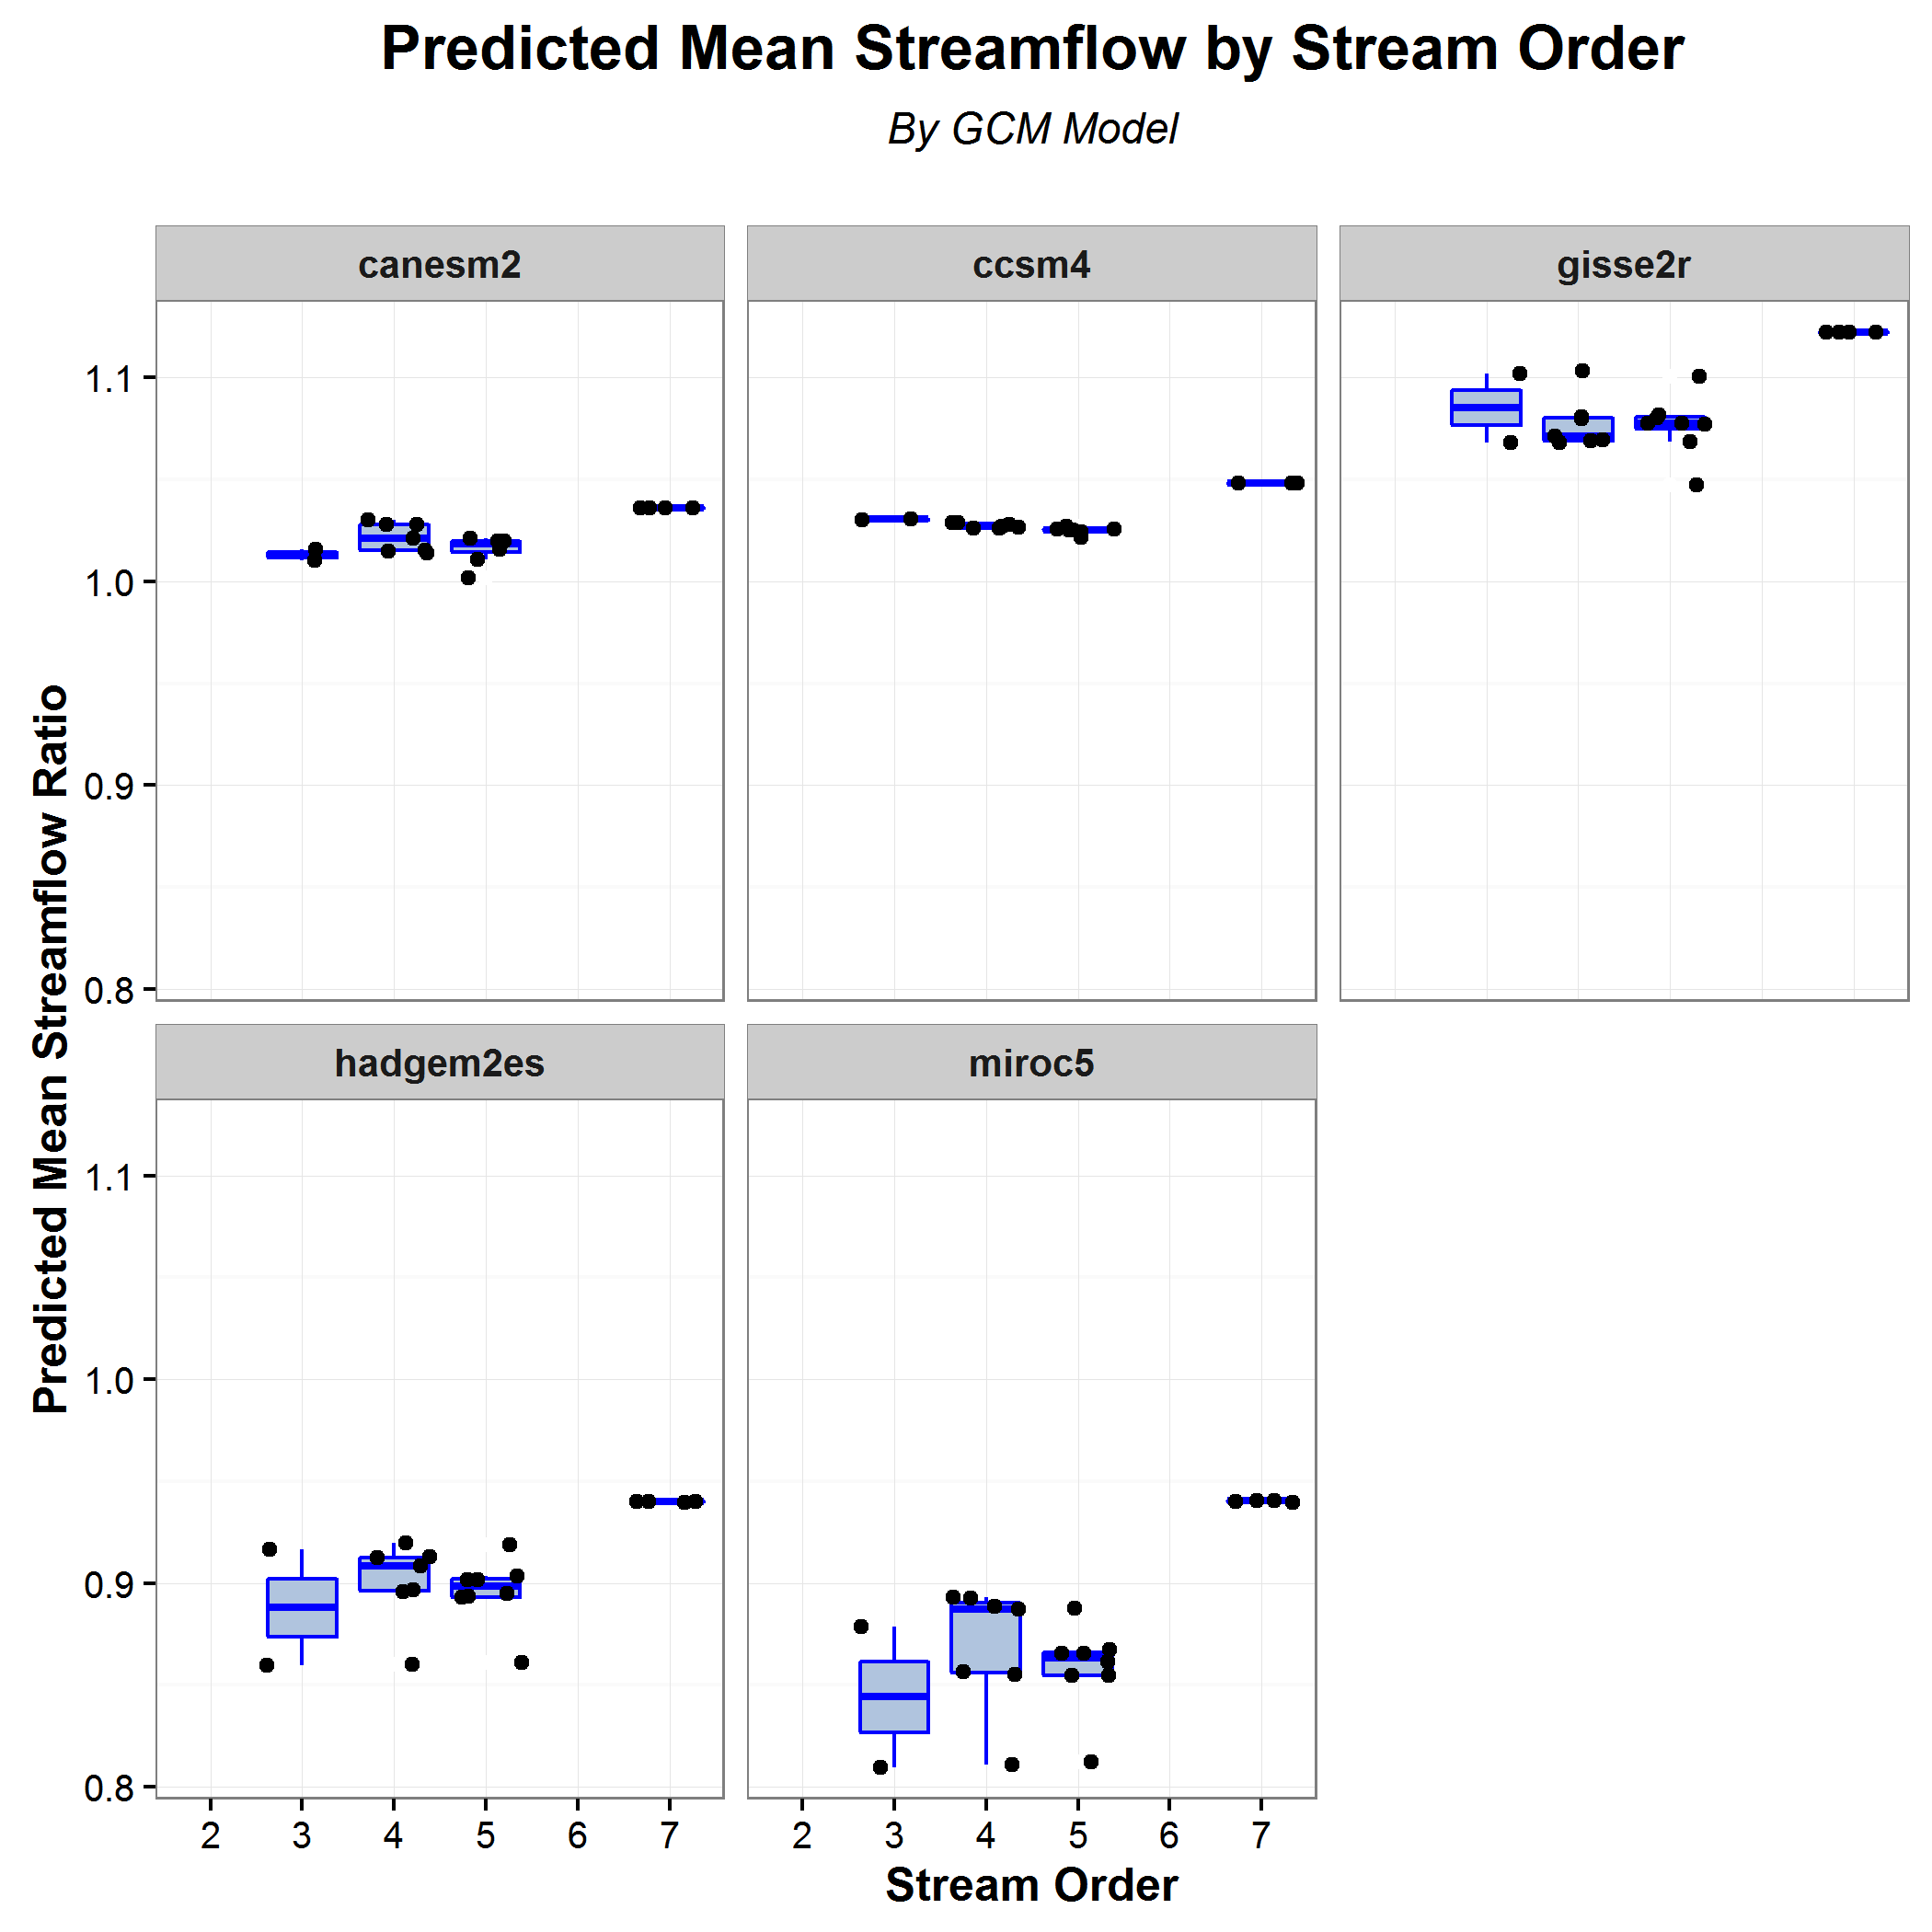 Predicted Mean Streamflow by Stream Order
By GCM Model
canesm2 ccsm4 gisse2r
1.1
1.0
0.9
0.8
hadgem2es miroc5
1.1
1.0
0.9
0.8
2 3 4 5 6 7 2 3 4 5 6 7
Stream Order
Predicted Mean Streamflow Ratio